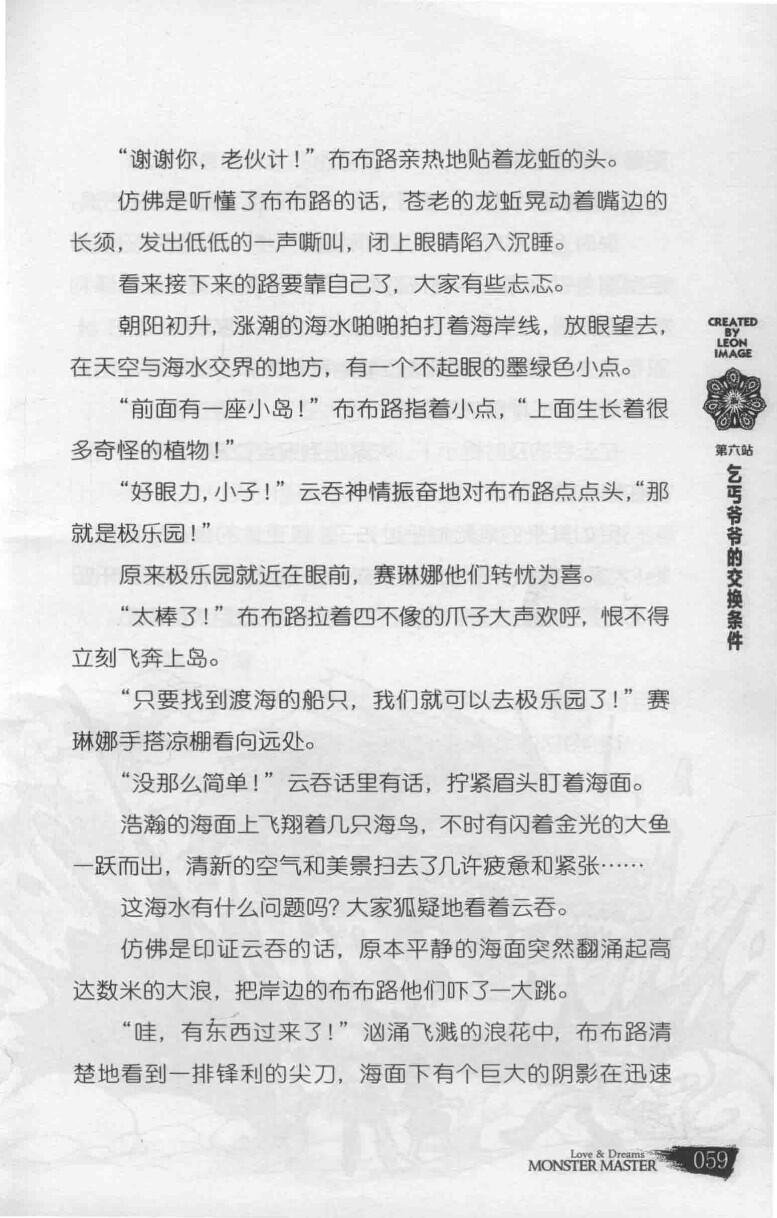 “谢谢你，老伙计！”布布路亲热地贴着龙蚯的头。
仿佛是听懂了布布路的话，苍老的龙蚯晃动着嘴边的
长须，发出低低的一声嘶叫，闭上眼睛陷入沉睡。
看来接下来的路要靠自己了，大家有些忐忑。
朝阳初升，涨潮的海水啪啪拍打着海岸线，放眼望去，
在天空与海水交界的地方，有一个不起眼的墨绿色小点。
“前面有一座小岛！”布布路指着小点，“上面生长着很
多奇怪的植物！”
“好眼力，小子！”云吞神情振奋地对布布路点点头，“那
就是极乐园！”
原来极乐园就近在眼前，赛琳娜他们转忧为喜。
“太棒了！”布布路拉着四不像的爪子大声欢呼，恨不得
立刻飞奔上岛。
“只要找到渡海的船只，我们就可以去极乐园了！”赛
琳娜手搭凉棚看向远处。
“没那么简单！”云吞话里有话，拧紧眉头盯着海面。
浩瀚的海面上飞翔着几只海鸟，不时有闪着金光的大鱼
一跃而出，清新的空气和美景扫去了几许疲惫和紧张……
这海水有什么问题吗？大家狐疑地看着云吞。
仿佛是印证云吞的话，原本平静的海面突然翻涌起高
达数米的大浪，把岸边的布布路他们吓了一大跳。
“哇，有东西过来了！”汹涌飞溅的浪花中，布布路清
楚地看到一排锋利的尖刀，海面下有个巨大的阴影在迅速
CREATED
BY
LEON
IMAGE
第六站
乞丐爷爷的交换条件
Love & Dreams
MONSTER MASTER
059